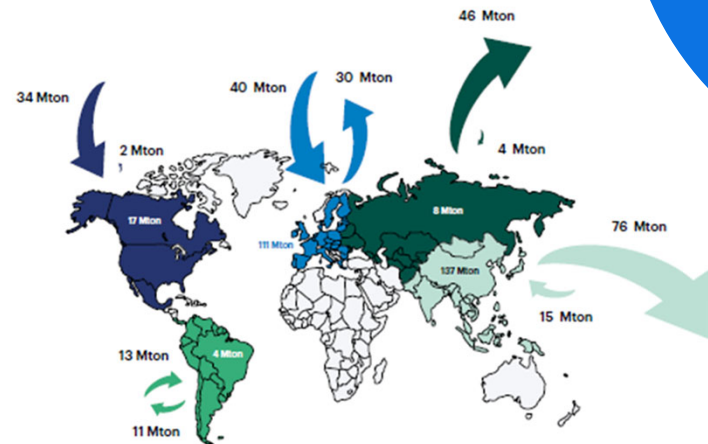 46 Mton
34 Mton
40 Mton
30 Mton
2 Mton
4 Mton
17 Mton
8 Mton
111 Mton
76 Mton
137 Mton
15 Mton
13 Mton
4 Mton
11 Mton